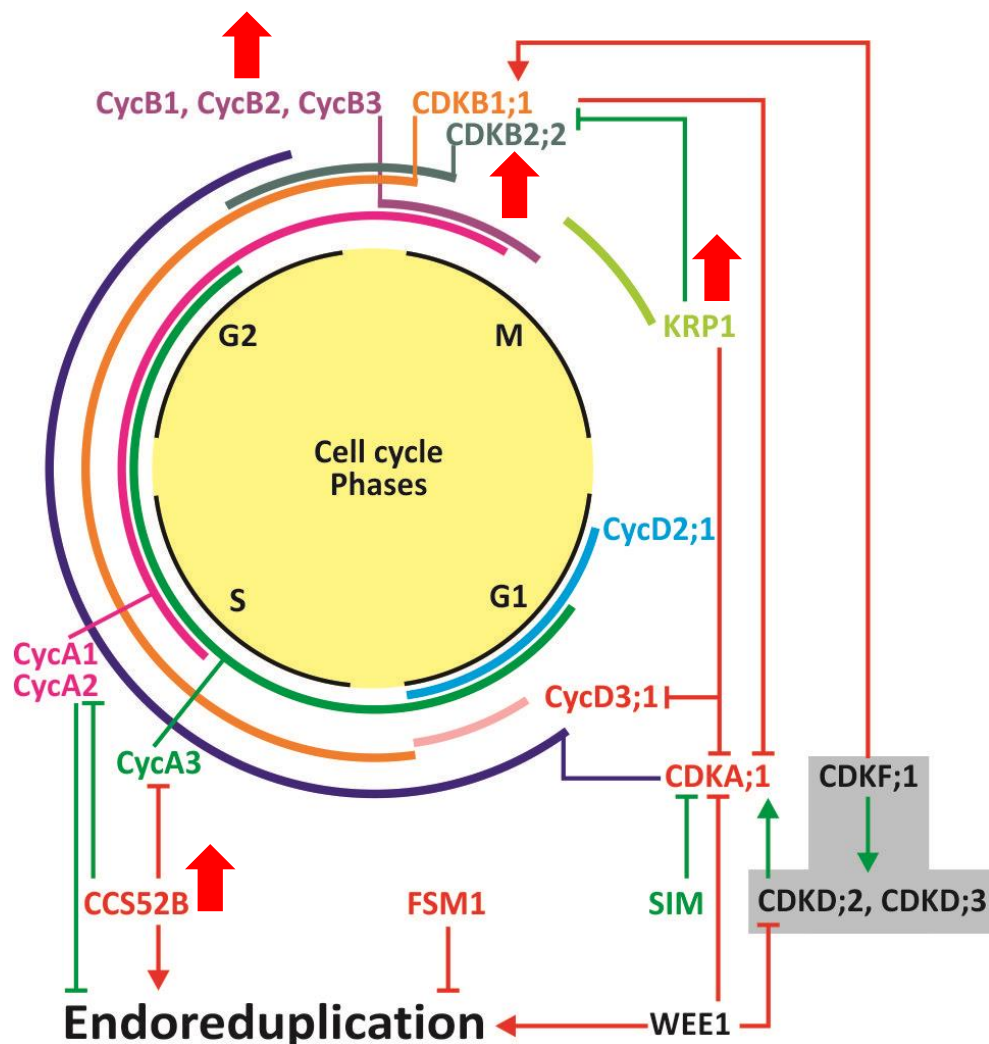 CycB1, CycB2, CycB3
CDKB1;1
CDKB2;2
KRP1
G2
M
Cell cycle
Phases
CycD2;1
S
G1
CycA1
CycA2
CycD3;1
CycA3
CDKA;1
CDKF;1
CCS52B
FSM1
SIM
CDKD;2, CDKD;3
Endoreduplication
WEE1